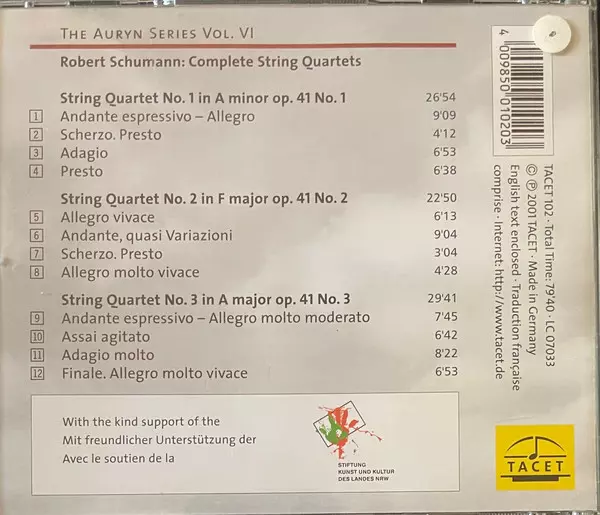 The Auryn Series Vol. VI
Robert Schumann: Complete String Quartets
String Quartet No. 1 in A minor op. 41 No. 1 26'54
1 Andante espressivo – Allegro 9'09
2 Scherzo. Presto 4'12
3 Adagio 6'53
4 Presto 6'38
String Quartet No. 2 in F major op. 41 No. 2 22'50
5 Allegro vivace 6'13
6 Andante, quasi Variazioni 9'04
7 Scherzo. Presto 3'04
8 Allegro molto vivace 4'28
String Quartet No. 3 in A major op. 41 No. 3 29'41
9 Andante espressivo – Allegro molto moderato 7'45
10 Assai agitato 6'42
11 Adagio molto 8'22
12 Finale. Allegro molto vivace 6'53
With the kind support of the
Mit freundlicher Unterstützung der
Avec le soutien de la
STIFTUNG
KUNST UND KULTUR
DES LANDES NRW
4 009850 010203
TACET 102 · Total Time: 79'40 · LC 07033
© ℗ 2001 TACET · Made in Germany
English text enclosed · Traduction française
comprise · Internet: http://www.tacet.de
TACET